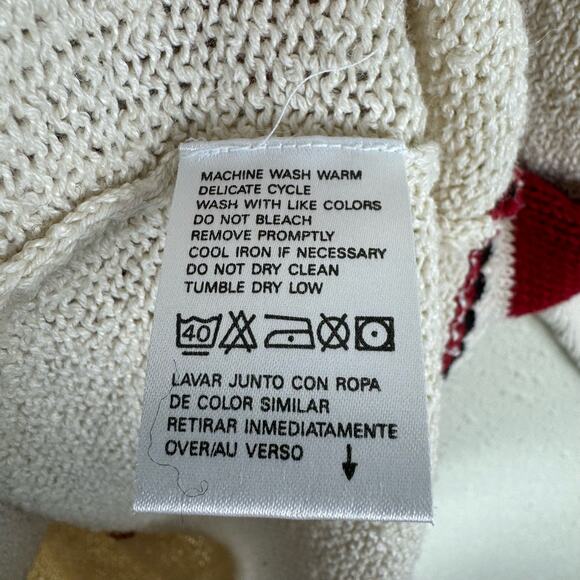 MACHINE WASH WARM
DELICATE CYCLE
WASH WITH LIKE COLORS
DO NOT BLEACH
REMOVE PROMPTLY
COOL IRON IF NECESSARY
DO NOT DRY CLEAN
TUMBLE DRY LOW
40
LAVAR JUNTO CON ROPA
DE COLOR SIMILAR
RETIRAR INMEDIATAMENTE
OVER/AU VERSO